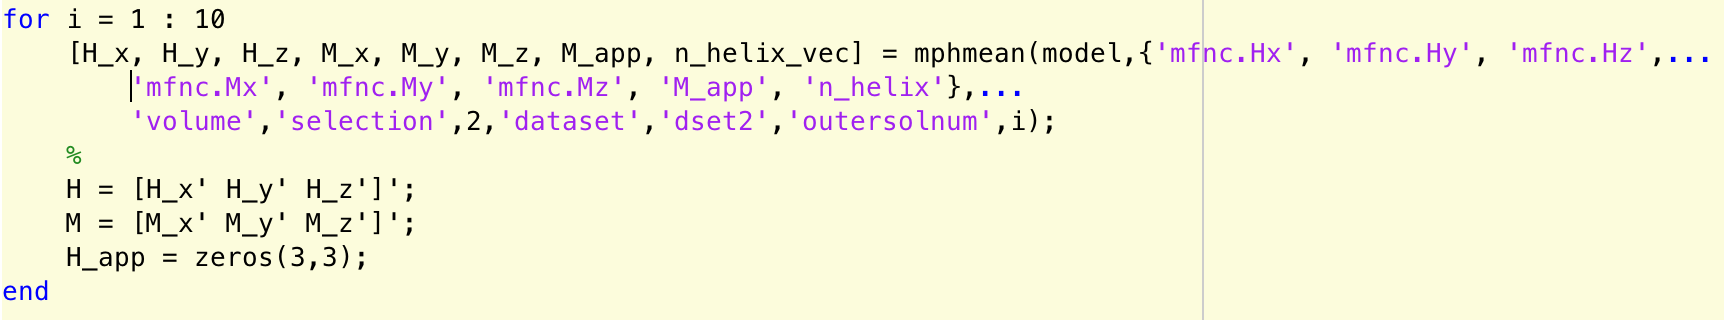 for i = 1 : 10
[H_x, H_y, H_z, M_x, M_y, M_z, M_app, n_helix_vec] = mphmean(model,{'mfnc.Hx', 'mfnc.Hy', 'mfnc.Hz',...
'mfnc.Mx', 'mfnc.My', 'mfnc.Mz', 'M_app', 'n_helix'},...
'volume','selection',2,'dataset','dset2','outersolnum',i);
%
H = [H_x' H_y' H_z']';
M = [M_x' M_y' M_z']';
H_app = zeros(3,3);
end